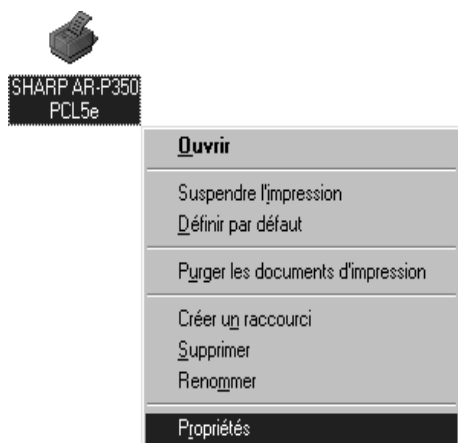 SHARP AR-P350
PCL5e
Ouvrir
Suspendre l'impression
Définir par défaut
Purger les documents d'impression
Créer un raccourci
Supprimer
Renommer
Propriétés